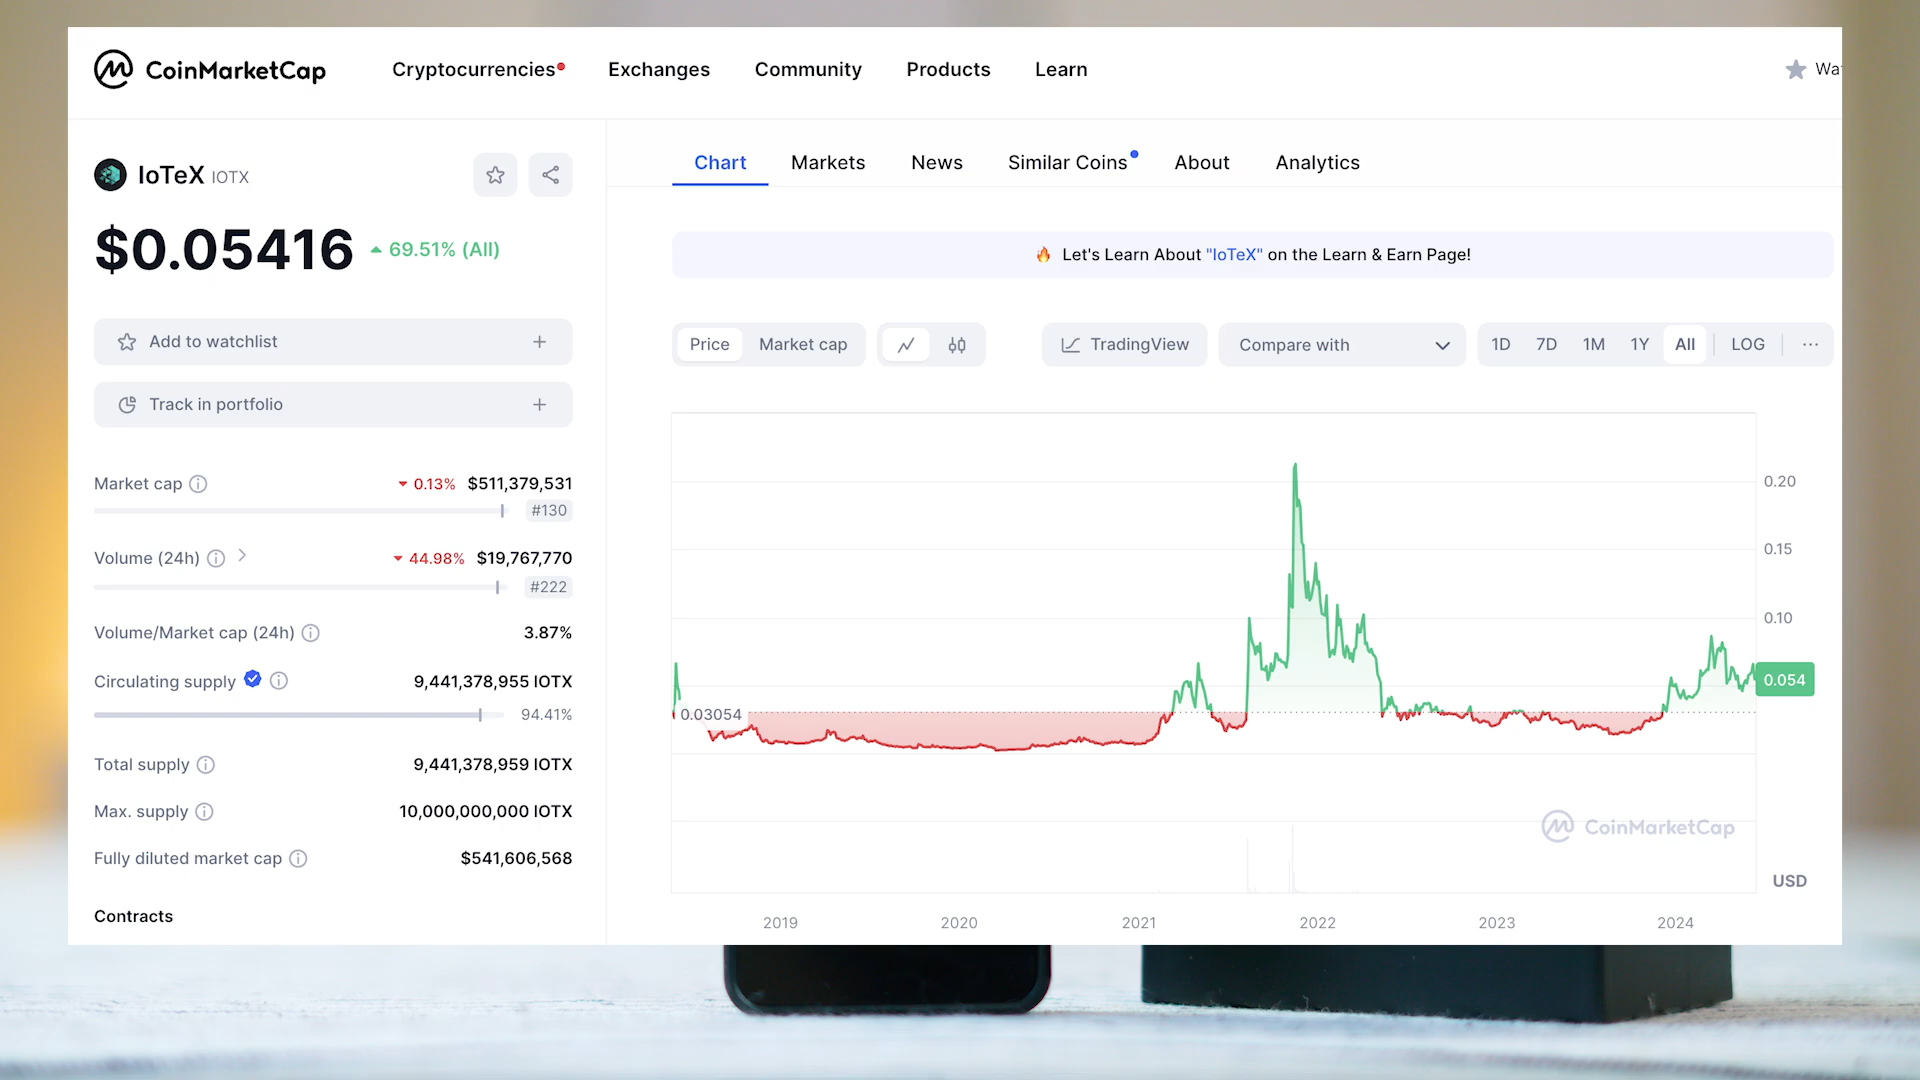 CoinMarketCap
Cryptocurrencies Exchanges Community Products Learn
IoTeX IOTX
$0.05416 69.51% (All)
Add to watchlist
Track in portfolio
Market cap 0.13% $511,379,531
#130
Volume (24h) 44.98% $19,767,770
#222
Volume/Market cap (24h) 3.87%
Circulating supply 9,441,378,955 IOTX
94.41%
Total supply 9,441,378,959 IOTX
Max. supply 10,000,000,000 IOTX
Fully diluted market cap $541,606,568
Contracts
Chart Markets News Similar Coins About Analytics
Let's Learn About "IoTeX" on the Learn & Earn Page!
Price Market cap TradingView Compare with 1D 7D 1M 1Y All LOG ...
0.20
0.15
0.10
0.054
0.03054
CoinMarketCap
USD
2019 2020 2021 2022 2023 2024